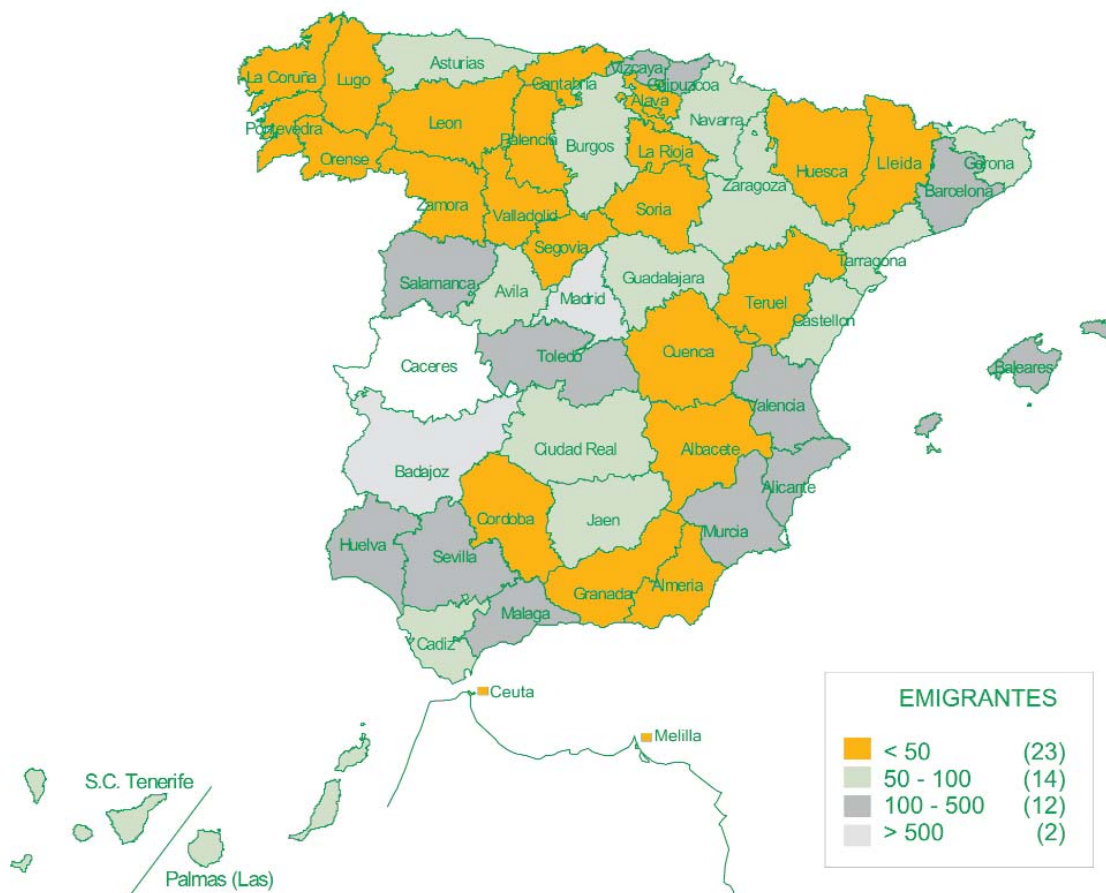 Asturias
Vizcaya
Guipuzcoa
La Coruña
Lugo
Cantabria
Alava
Navarra
Leon
Palencia
Burgos
La Rioja
Pontevedra
Orense
Huesca
Lleida
Gerona
Barcelona
Zaragoza
Zamora
Valladolid
Soria
Segovia
Tarragona
Salamanca
Avila
Madrid
Guadalajara
Teruel
Castellon
Caceres
Toledo
Cuenca
Baleares
Valencia
Ciudad Real
Albacete
Badajoz
Alicante
Cordoba
Jaen
Murcia
Huelva
Sevilla
Granada
Almeria
Malaga
Cadiz
Ceuta
Melilla
S.C. Tenerife
Palmas (Las)
EMIGRANTES
< 50 (23)
50 - 100 (14)
100 - 500 (12)
> 500 (2)